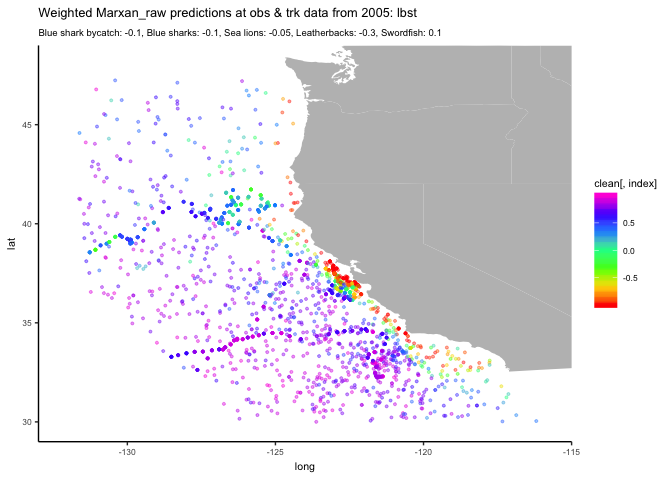 Weighted Marxan_raw predictions at obs & trk data from 2005: lbst
Blue shark bycatch: -0.1, Blue sharks: -0.1, Sea lions: -0.05, Leatherbacks: -0.3, Swordfish: 0.1
45
40
35
30
lat
-130
-125
-120
-115
long
clean[, index]
0.5
0.0
-0.5